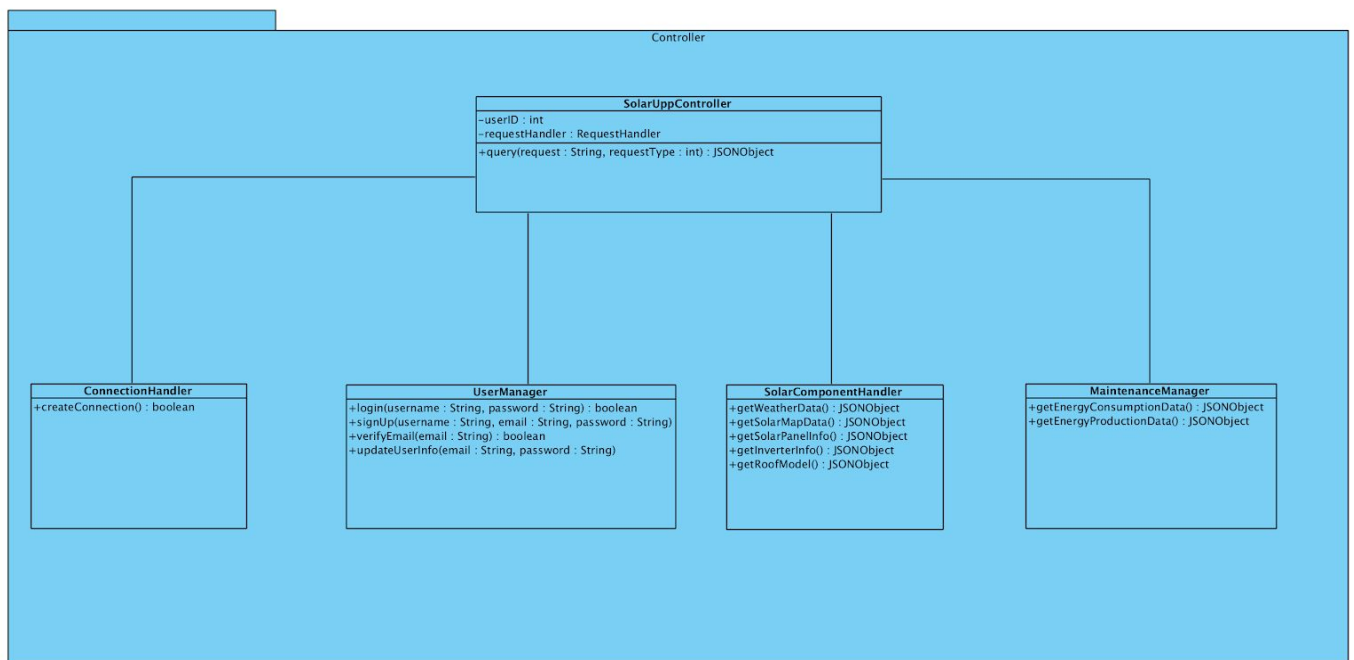 Controller
SolarUppController
-userID : int
-requestHandler : RequestHandler
+query(request : String, requestType : int) : JSONObject
ConnectionHandler
+createConnection() : boolean
UserManager
+login(username : String, password : String) : boolean
+signUp(username : String, email : String, password : String)
+verifyEmail(email : String) : boolean
+updateUserInfo(email : String, password : String)
SolarComponentHandler
+getWeatherData() : JSONObject
+getSolarMapData() : JSONObject
+getSolarPanelInfo() : JSONObject
+getInverterInfo() : JSONObject
+getRoofModel() : JSONObject
MaintenanceManager
+getEnergyConsumptionData() : JSONObject
+getEnergyProductionData() : JSONObject